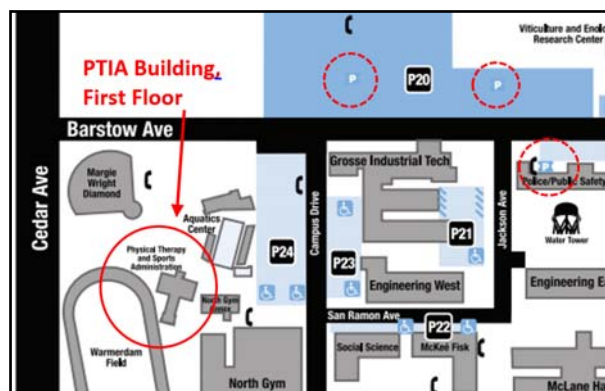 Viticulture and Enol
Research Center
PTIA Building,
First Floor
P
P20
P
Barstow Ave
Cedar Ave
Margie
Wright
Diamond
Grosse Industrial Tech
Police/Public Safety
Aquatics
Center
Campus Drive
Jackson Ave
Water Tower
Physical Therapy
and Sports
Administration
P24
P23
P21
Engineering West
Engineering Ea
North Gym
Annex
San Ramon Ave
P22
Social Science
McKee Fisk
Warmerdam
Field
North Gym
McLane Ha